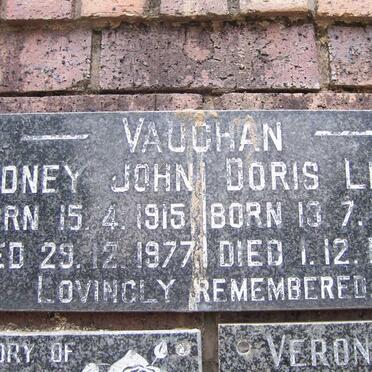 — VAUGHAN —
DNEY JOHN DORIS L
ORN 15.4.1915 BORN 10.7.
ED 29.12.1977 DIED 1.12.
LOVINGLY REMEMBERED
ORY OF
VERON